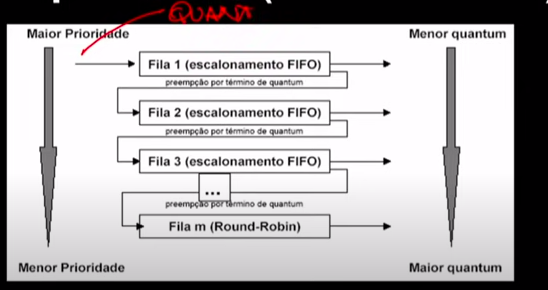 QUANT
Maior Prioridade
Menor quantum
Fila 1 (escalonamento FIFO)
preempção por término de quantum
Fila 2 (escalonamento FIFO)
preempção por término de quantum
Fila 3 (escalonamento FIFO)
...
preempção por término de quantum
Fila m (Round-Robin)
Menor Prioridade
Maior quantum